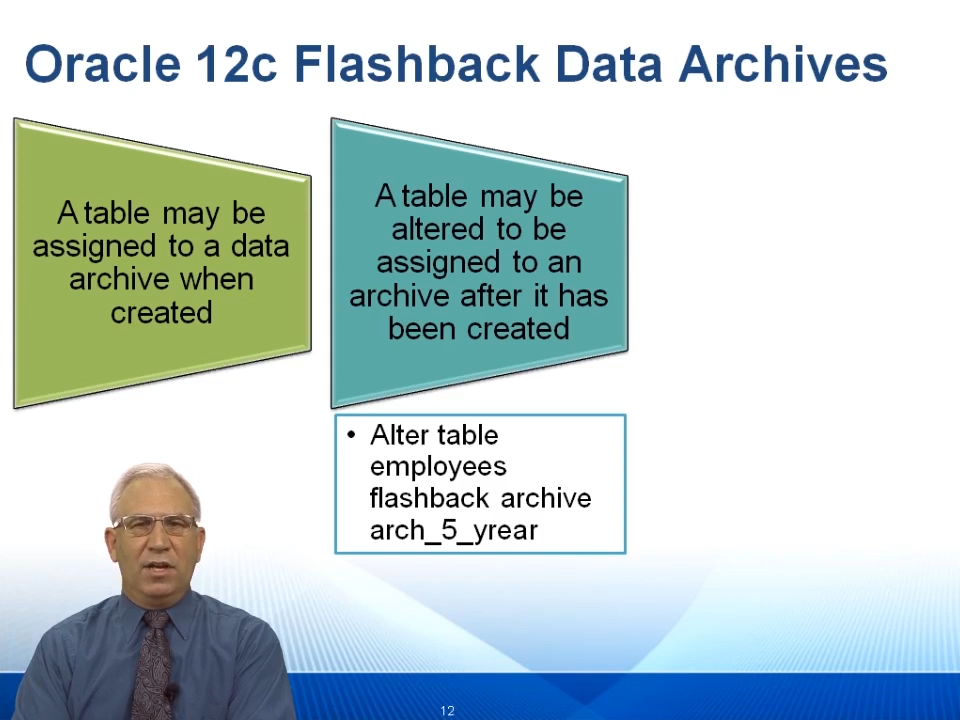 Oracle 12c Flashback Data Archives
A table may be
assigned to a data
archive when
created
A table may be
altered to be
assigned to an
archive after it has
been created
• Alter table
employees
flashback archive
arch_5_yrear
12